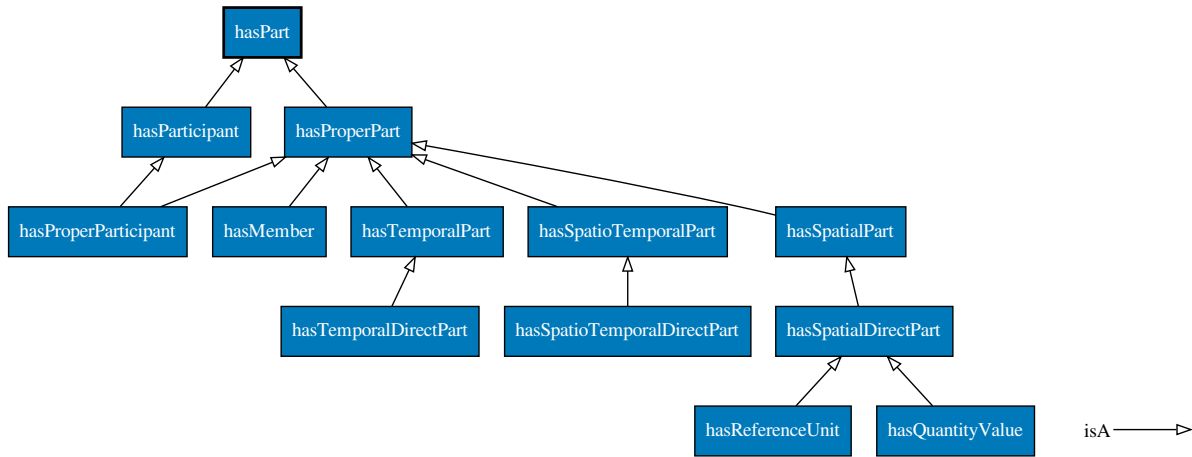 hasPart
hasParticipant
hasProperPart
hasProperParticipant
hasMember
hasTemporalPart
hasSpatioTemporalPart
hasSpatialPart
hasTemporalDirectPart
hasSpatioTemporalDirectPart
hasSpatialDirectPart
hasReferenceUnit
hasQuantityValue
isA